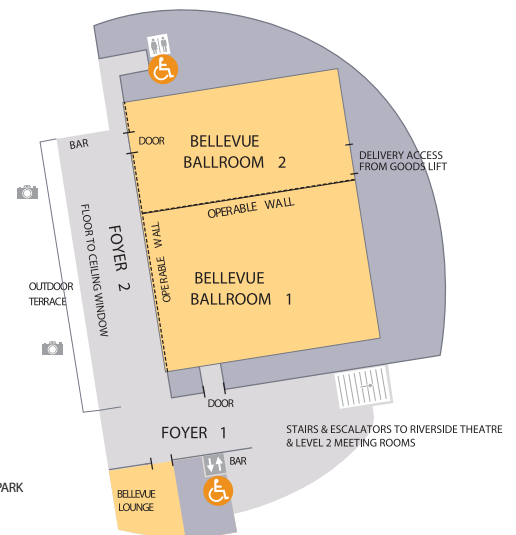 BAR
DOOR
BELLEVUE
BALLROOM 2
DELIVERY ACCESS
FROM GOODS LIFT
OPERABLE WALL
FLOOR TO CEILING WINDOW
FOYER 2
OPERABLE WALL
BELLEVUE
BALLROOM 1
OUTDOOR
TERRACE
DOOR
FOYER 1
STAIRS & ESCALATORS TO RIVERSIDE THEATRE
& LEVEL 2 MEETING ROOMS
BAR
PARK
BELLEVUE
LOUNGE